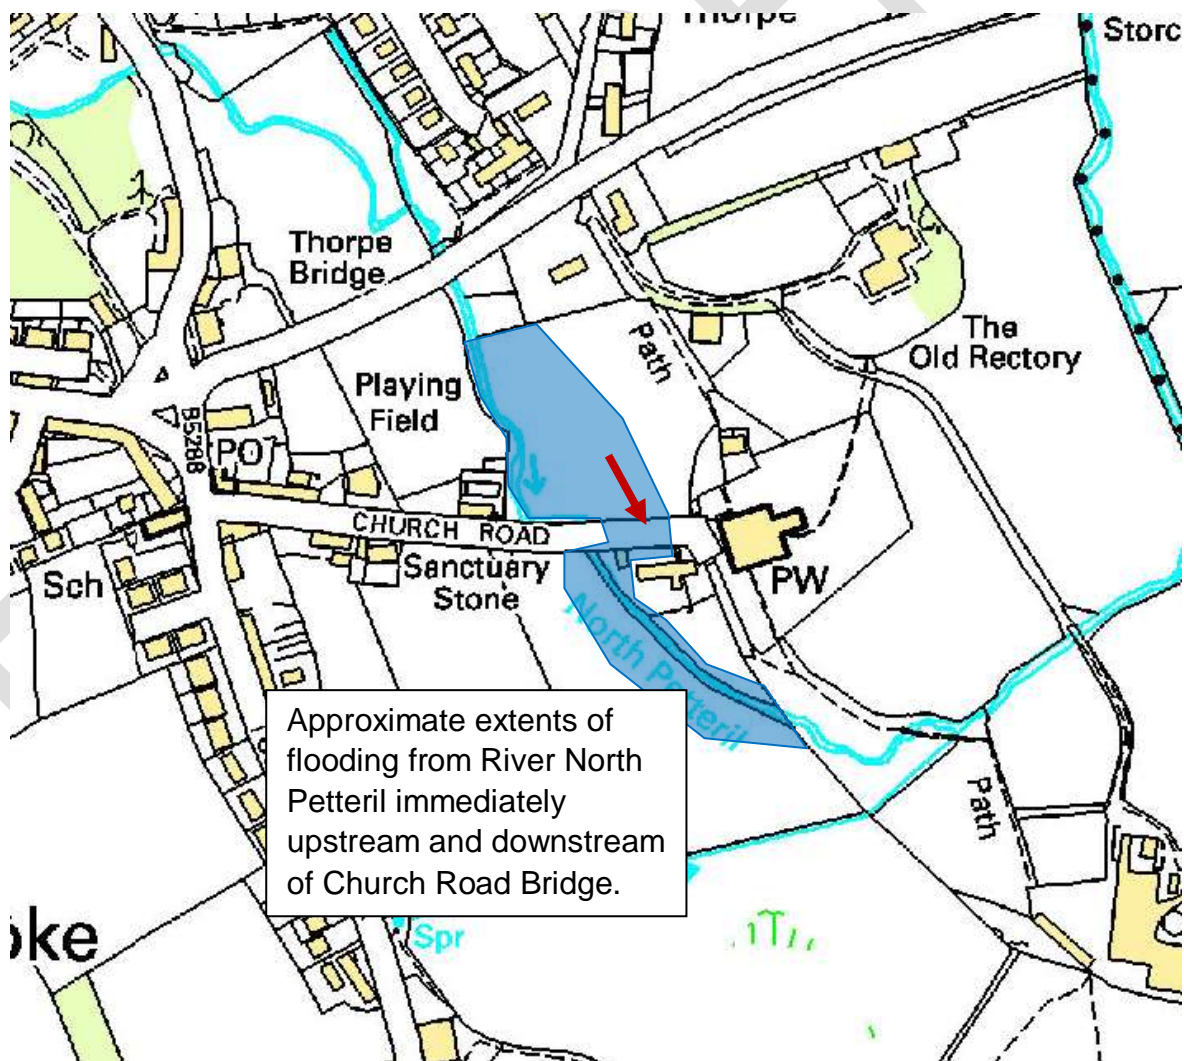 Thorpe
Storc
Thorpe
Bridge
The
Old Rectory
Path
Playing
Field
B5288
PO
CHURCH ROAD
Sanctuary
Stone
Sch
PW
North Petteril
Approximate extents of
flooding from River North
Petteril immediately
upstream and downstream
of Church Road Bridge.
Path
oke
Spr